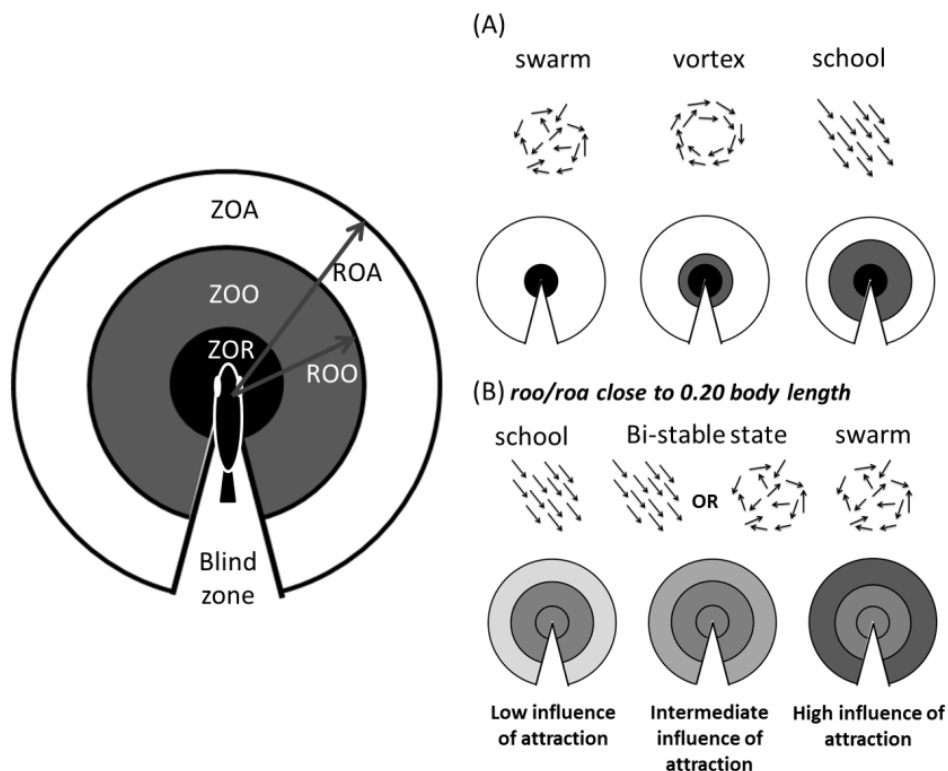 ZOA
ROA
ZOO
ZOR
ROO
Blind
zone
(A)
swarm vortex school
(B) roo/roa close to 0.20 body length
school Bi-stable state swarm
OR
Low influence
of attraction
Intermediate
influence of
attraction
High influence of
attraction